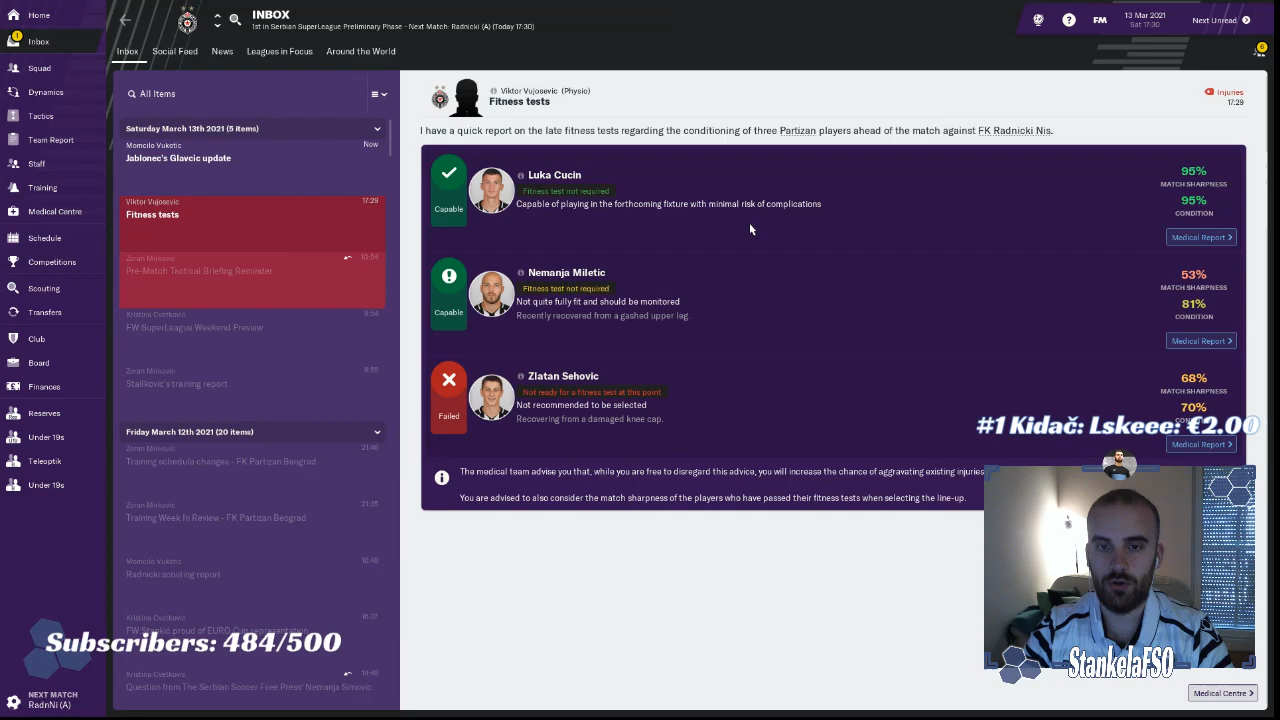 Home
INBOX
1st in Serbian SuperLeague Preliminary Phase - Next Match: Radnicki (A) (Today 17:30)
FM
13 Mar 2021
Sat 17:30
Next Unread
1
Inbox
Inbox
Social Feed
News
Leagues in Focus
Around the World
6
Squad
Dynamics
Tactics
Team Report
Staff
Training
Medical Centre
Schedule
Competitions
Scouting
Transfers
Club
Board
Finances
Reserves
Under 19s
Teleoptik
Under 19s
NEXT MATCH
RadnNi (A)
All Items
Saturday March 13th 2021 (5 items)
Momcilo Vukotic
Now
Jablonec's Glavcic update
Viktor Vujosevic
17:29
Fitness tests
Zoran Mirkovic
10:54
Pre-Match Tactical Briefing Reminder
Kristina Cvetkovic
9:54
FW:SuperLeague Weekend Preview
Zoran Mirkovic
Stailkovic's training report
Friday March 12th 2021 (20 items)
Zoran Mirkovic
21:46
Training schedule changes - FK Partizan Beograd
Zoran Mirkovic
Training Week In Review - FK Partizan Beograd
Momcilo Vukotic
Radnicki scouting report
Kristina Cvetkovic
FW:Stankic proud of EURO Cup representation
Kristina Cvetkovic
14:49
Question from The Serbian Soccer Free Press' Nemanja Simovic
Subscribers: 484/500
Viktor Vujosevic (Physio)
Fitness tests
Injuries
17:29
I have a quick report on the late fitness tests regarding the conditioning of three Partizan players ahead of the match against FK Radnicki Nis.
Capable
Luka Cucin
Fitness test not required
Capable of playing in the forthcoming fixture with minimal risk of complications
95%
MATCH SHARPNESS
95%
CONDITION
Medical Report
Capable
Nemanja Miletic
Fitness test not required
Not quite fully fit and should be monitored
Recently recovered from a gashed upper leg.
53%
MATCH SHARPNESS
81%
CONDITION
Medical Report
Failed
Zlatan Sehovic
Not ready for a fitness test at this point
Not recommended to be selected
Recovering from a damaged knee cap.
68%
MATCH SHARPNESS
70%
#1 Kidač: Lskeee: €2.00
Medical Report
The medical team advise you that, while you are free to disregard this advice, you will increase the chance of aggravating existing injuries
You are advised to also consider the match sharpness of the players who have passed their fitness tests when selecting the line-up.
StankelaFSO
Medical Centre